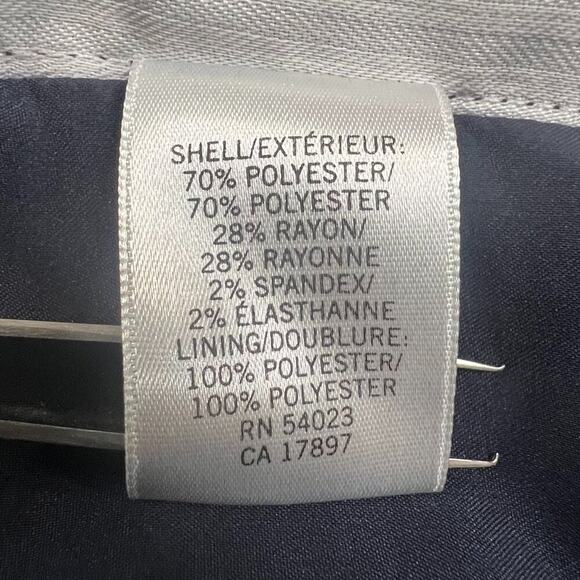 SHELL/EXTÉRIEUR:
70% POLYESTER/
70% POLYESTER
28% RAYON/
28% RAYONNE
2% SPANDEX/
2% ÉLASTHANNE
LINING/DOUBLURE:
100% POLYESTER/
100% POLYESTER
RN 54023
CA 17897